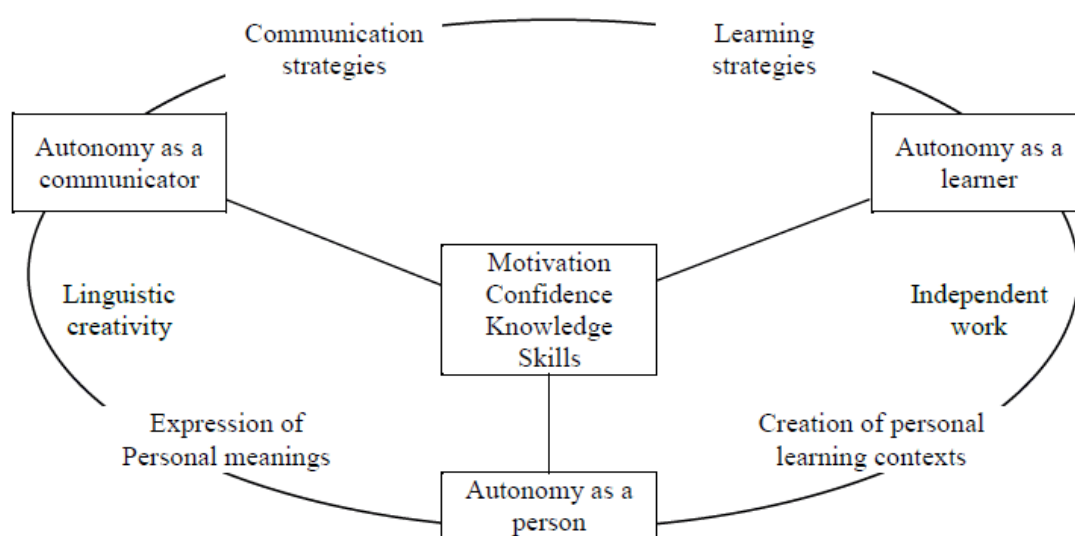 Communication
strategies
Learning
strategies
Autonomy as a
communicator
Autonomy as a
learner
Motivation
Confidence
Knowledge
Skills
Linguistic
creativity
Independent
work
Expression of
Personal meanings
Creation of personal
learning contexts
Autonomy as a
person